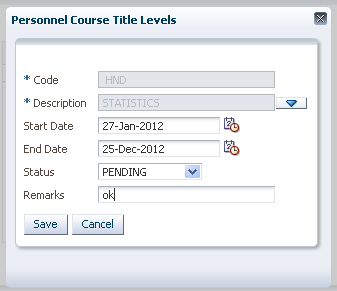 Personnel Course Title Levels
* Code HND
* Description STATISTICS
Start Date 27-Jan-2012
End Date 25-Dec-2012
Status PENDING
Remarks ok
Save Cancel